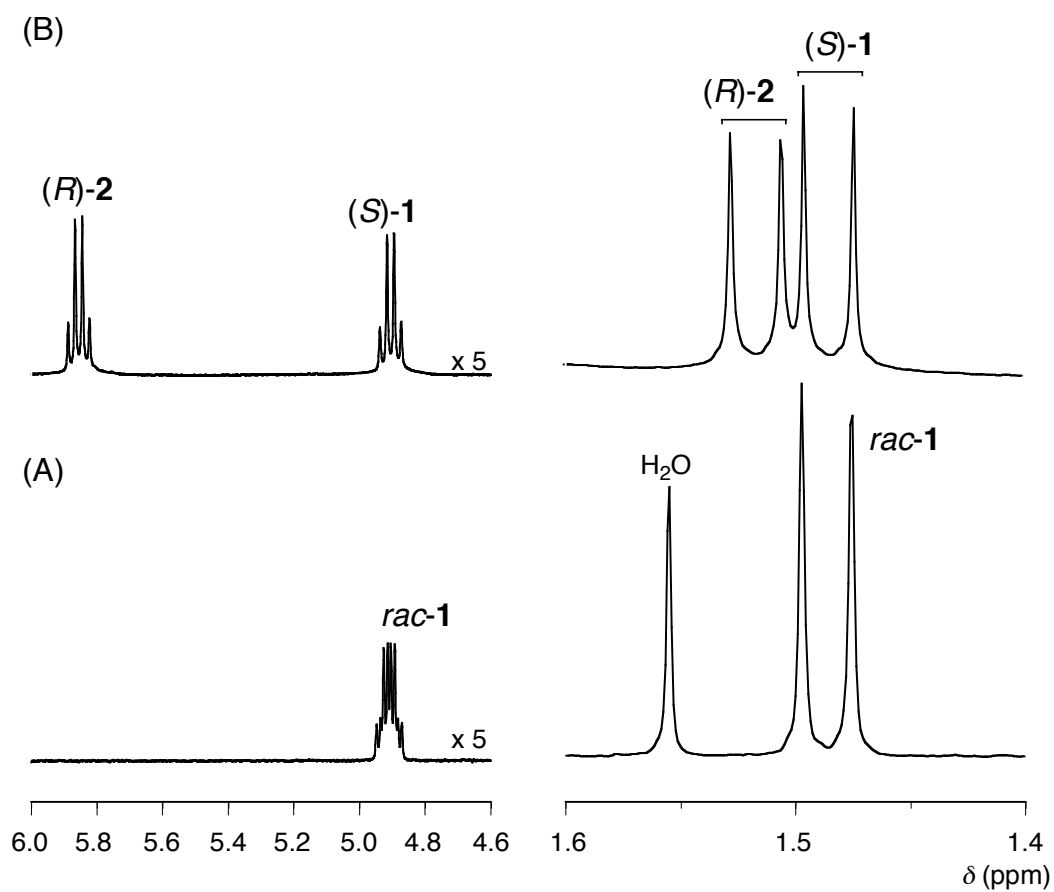 (B)
(S)-1
(R)-2
(R)-2
(S)-1
x 5
(A)
rac-1
H₂O
rac-1
x 5
6.0 5.8 5.6 5.4 5.2 5.0 4.8 4.6
1.6 1.5 1.4
δ (ppm)